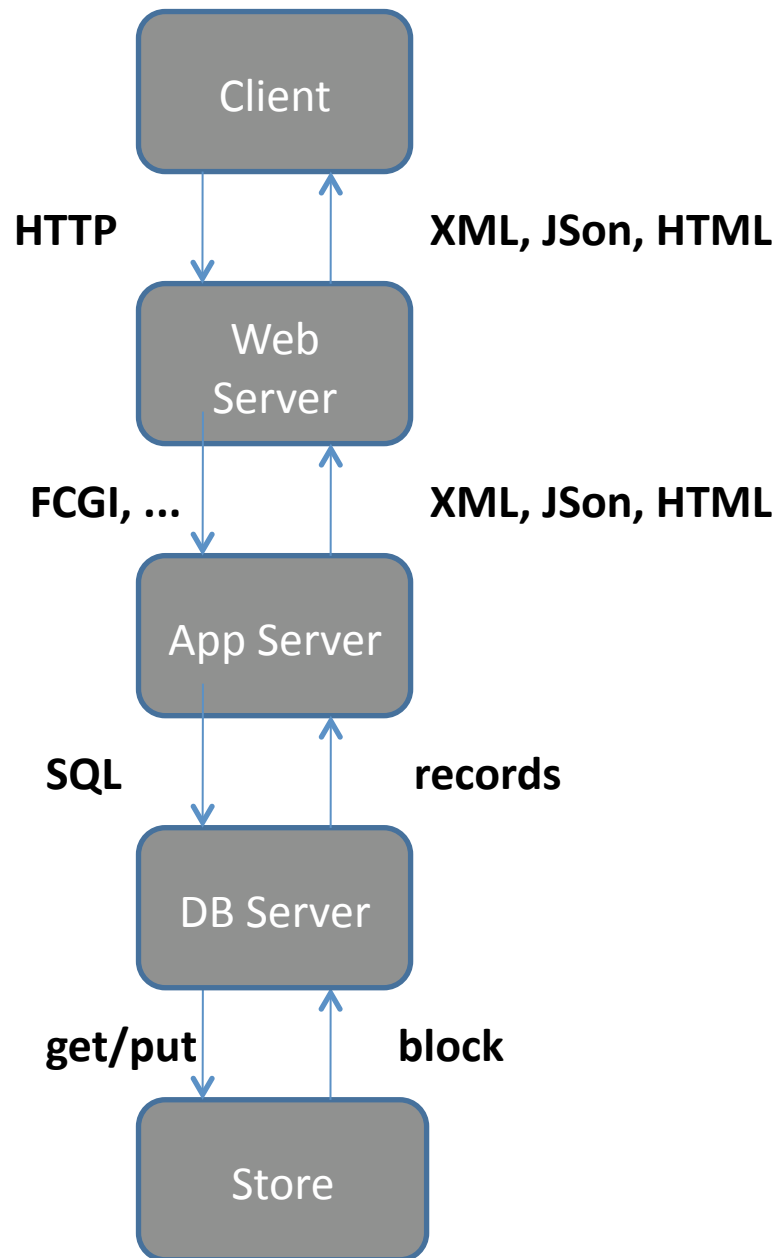 Client
HTTP
XML, JSon, HTML
Web
Server
FCGI, ...
XML, JSon, HTML
App Server
SQL
records
DB Server
get/put
block
Store